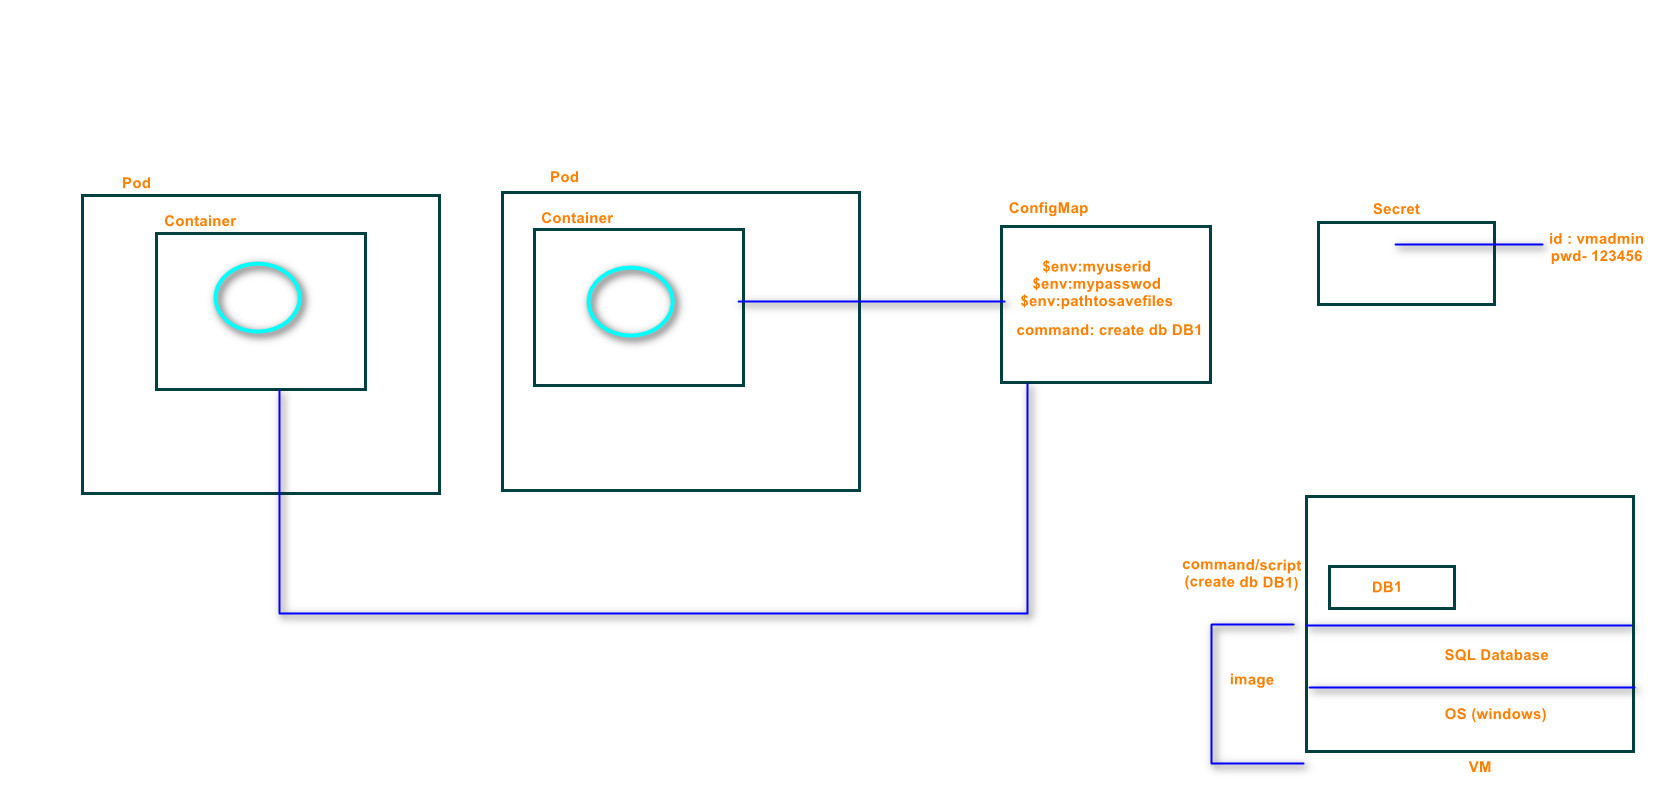 Pod
Container
Pod
Container
ConfigMap
$env:myuserid
$env:mypasswod
$env:pathtosavefiles
command: create db DB1
Secret
id : vmadmin
pwd- 123456
command/script
(create db DB1)
DB1
image
SQL Database
OS (windows)
VM